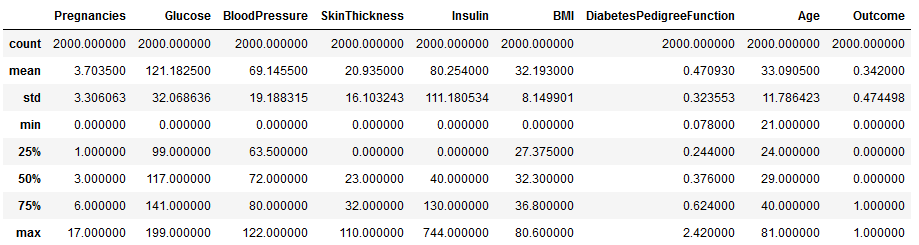 Pregnancies Glucose BloodPressure SkinThickness Insulin BMI DiabetesPedigreeFunction Age Outcome
count 2000.000000 2000.000000 2000.000000 2000.000000 2000.000000 2000.000000 2000.000000 2000.000000 2000.000000
mean 3.703500 121.182500 69.145500 20.935000 80.254000 32.193000 0.470930 33.090500 0.342000
std 3.306063 32.068636 19.188315 16.103243 111.180534 8.149901 0.323553 11.786423 0.474498
min 0.000000 0.000000 0.000000 0.000000 0.000000 0.000000 0.078000 21.000000 0.000000
25% 1.000000 99.000000 63.500000 0.000000 0.000000 27.375000 0.244000 24.000000 0.000000
50% 3.000000 117.000000 72.000000 23.000000 40.000000 32.300000 0.376000 29.000000 0.000000
75% 6.000000 141.000000 80.000000 32.000000 130.000000 36.800000 0.624000 40.000000 1.000000
max 17.000000 199.000000 122.000000 110.000000 744.000000 80.600000 2.420000 81.000000 1.000000